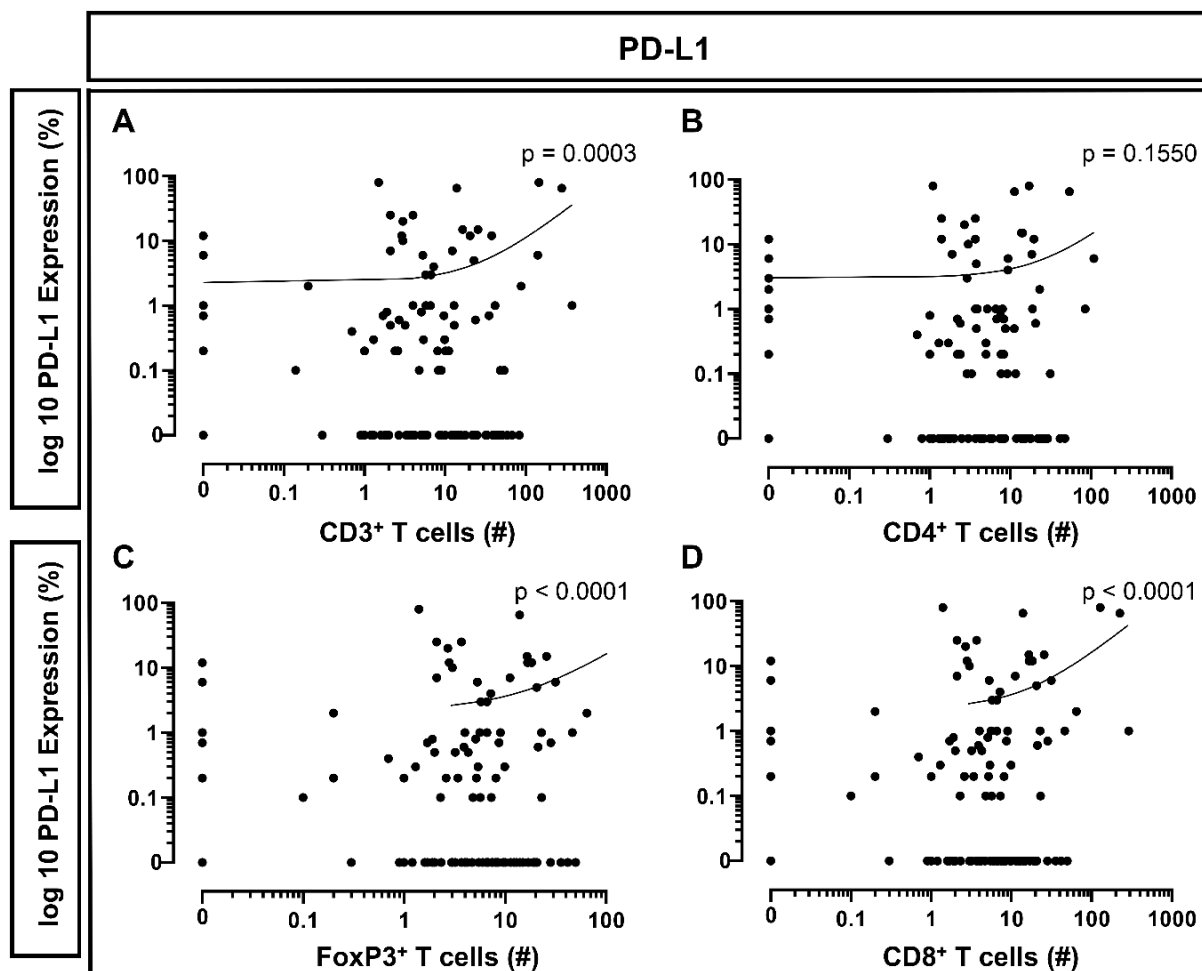 PD-L1
log 10 PD-L1 Expression (%)
A
p = 0.0003
100
10
1
0.1
0
0 0.1 1 10 100 1000
CD3⁺ T cells (#)
B
p = 0.1550
100
10
1
0.1
0
0 0.1 1 10 100 1000
CD4⁺ T cells (#)
log 10 PD-L1 Expression (%)
C
p < 0.0001
100
10
1
0.1
0
0 0.1 1 10 100
FoxP3⁺ T cells (#)
D
p < 0.0001
100
10
1
0.1
0
0 0.1 1 10 100 1000
CD8⁺ T cells (#)